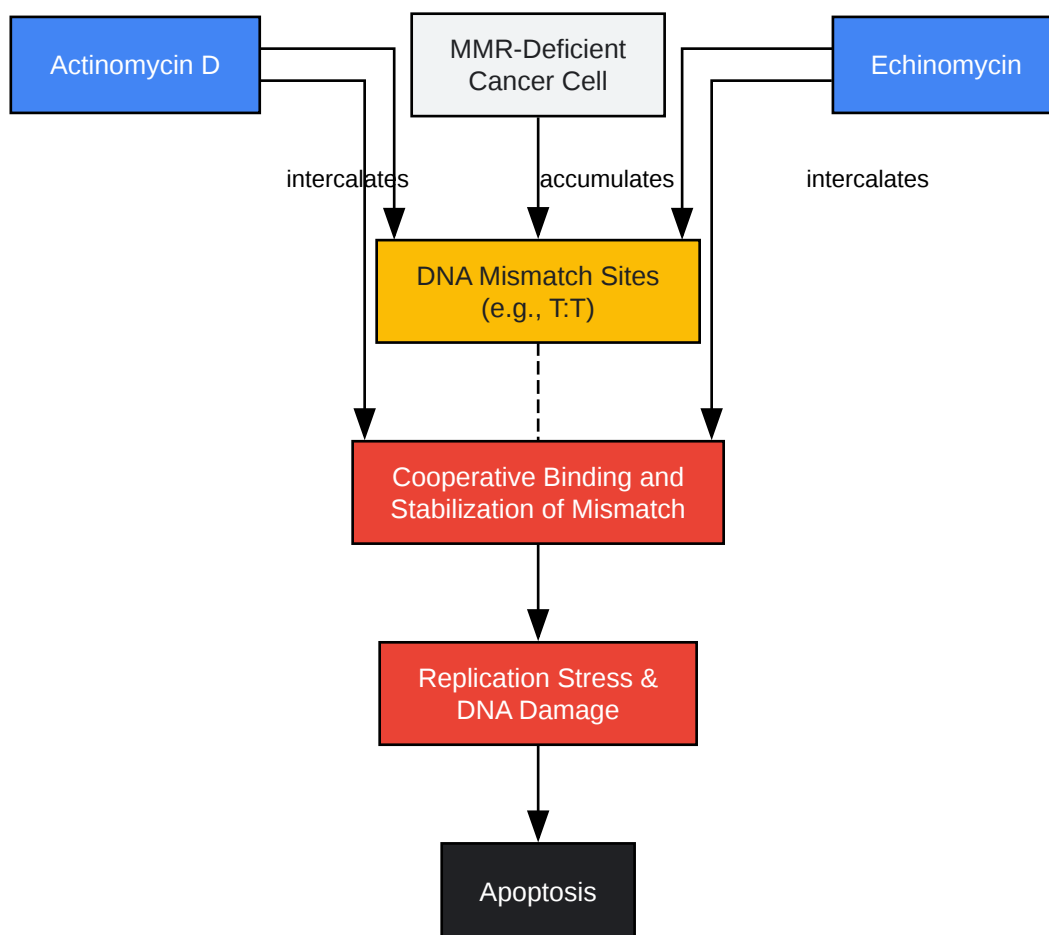 Actinomycin D
MMR-Deficient
Cancer Cell
Echinomycin
intercalates
accumulates
intercalates
DNA Mismatch Sites
(e.g., T:T)
Cooperative Binding and
Stabilization of Mismatch
Replication Stress &
DNA Damage
Apoptosis